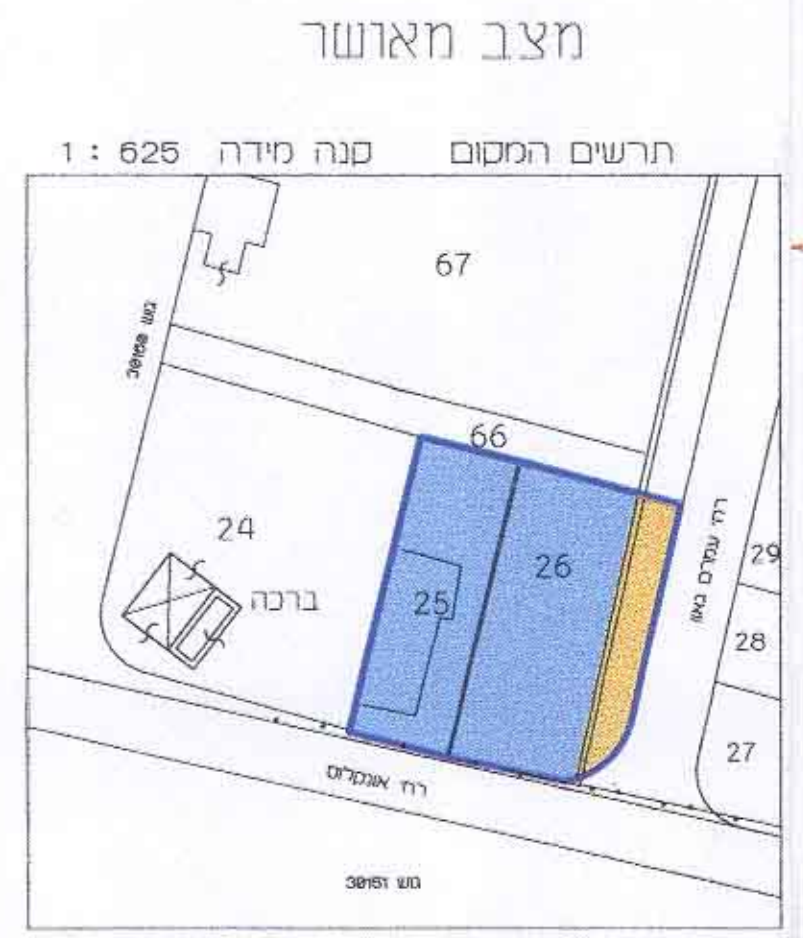 מצב מאושר
תרשים המקום קנה מידה 625 : 1
67
גוש 30150
66
24
25
26
ברכה
רח' עמרם גאון
29
28
27
רח' אונקלוס
גוש 30151